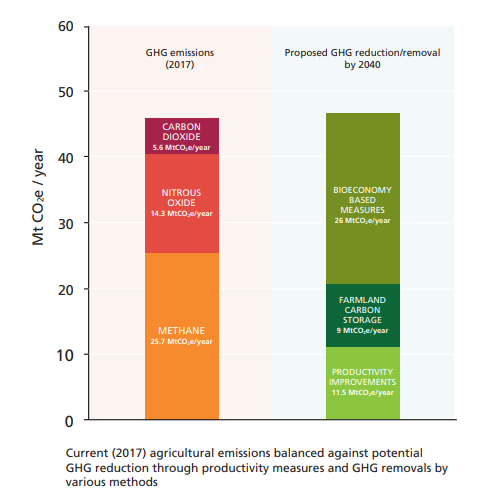 60
50
40
30
20
10
0
Mt CO₂e / year
GHG emissions
(2017)
CARBON
DIOXIDE
5.6 MtCO₂e/year
NITROUS
OXIDE
14.3 MtCO₂e/year
METHANE
25.7 MtCO₂e/year
Proposed GHG reduction/removal
by 2040
BIOECONOMY
BASED
MEASURES
26 MtCO₂e/year
FARMLAND
CARBON
STORAGE
9 MtCO₂e/year
PRODUCTIVITY
IMPROVEMENTS
11.5 MtCO₂e/year
Current (2017) agricultural emissions balanced against potential
GHG reduction through productivity measures and GHG removals by
various methods